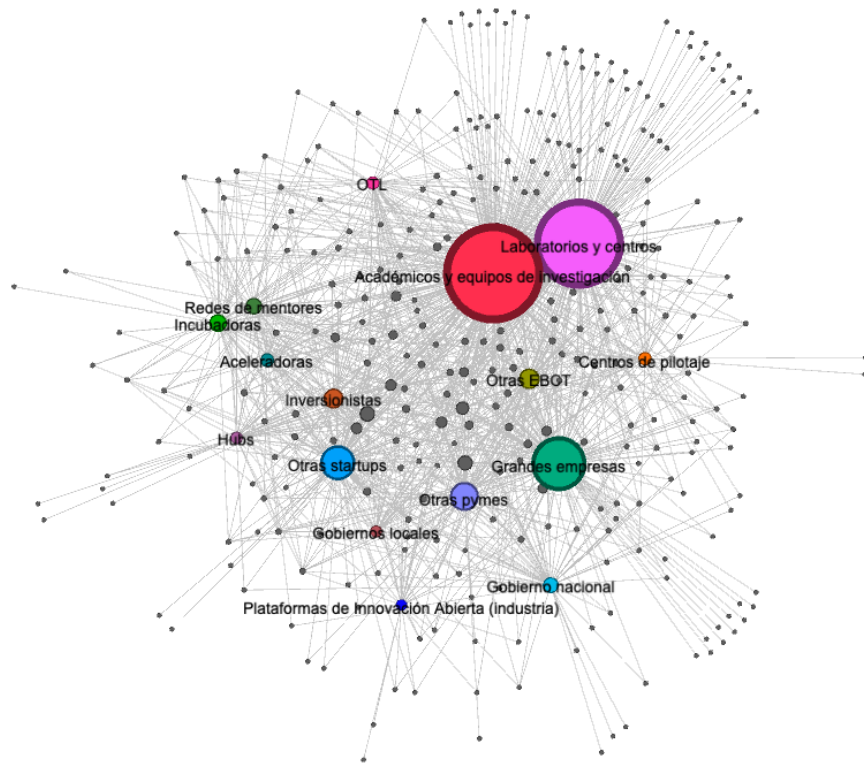 OTL
Laboratorios y centros
Académicos y equipos de investigación
Redes de mentores
Incubadoras
Aceleradoras
Centros de pilotaje
Otras EBOT
Inversionistas
Hubs
Otras startups
Grandes empresas
Otras pymes
Gobiernos locales
Gobierno nacional
Plataformas de Innovación Abierta (industria)